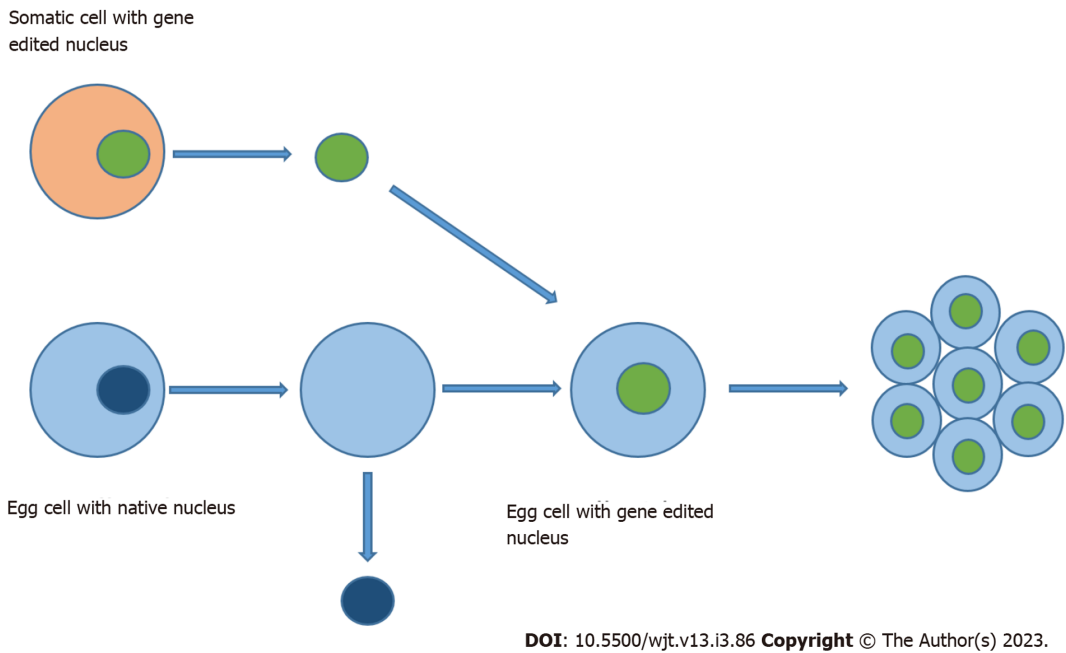 Somatic cell with gene
edited nucleus
Egg cell with native nucleus
Egg cell with gene edited
nucleus
DOI: 10.5500/wjt.v13.i3.86 Copyright © The Author(s) 2023.